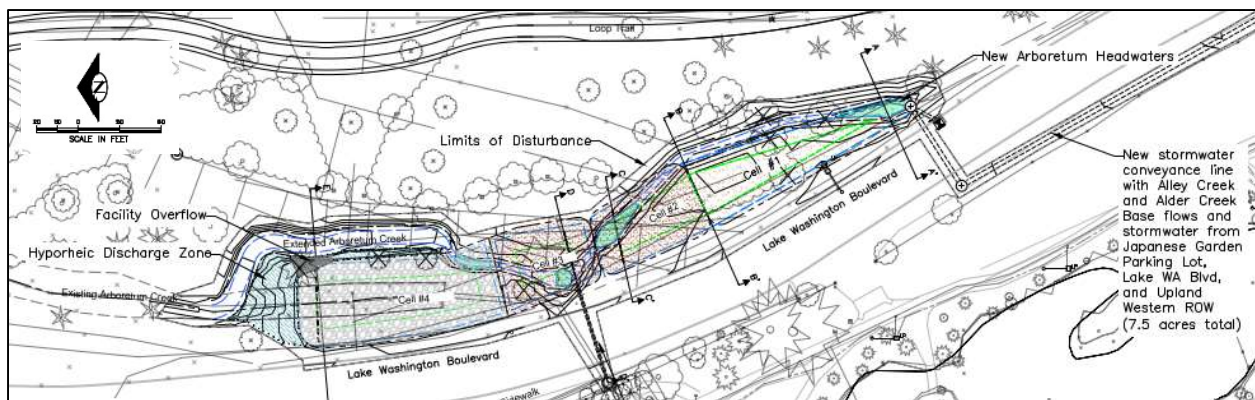 Loop Trail
New Arboretum Headwaters
Z
SCALE IN FEET
Limits of Disturbance
Cell #1
New stormwater
conveyance line
with Alley Creek
and Alder Creek
Base flows and
stormwater from
Japanese Garden
Parking Lot,
Lake WA Blvd,
and Upland
Western ROW
(7.5 acres total)
Facility Overflow
Cell #2
Lake Washington Boulevard
Extended Arboretum Creek
Hyporheic Discharge Zone
Cell #3
Existing Arboretum Creek
Cell #4
Lake Washington Boulevard
Sidewalk